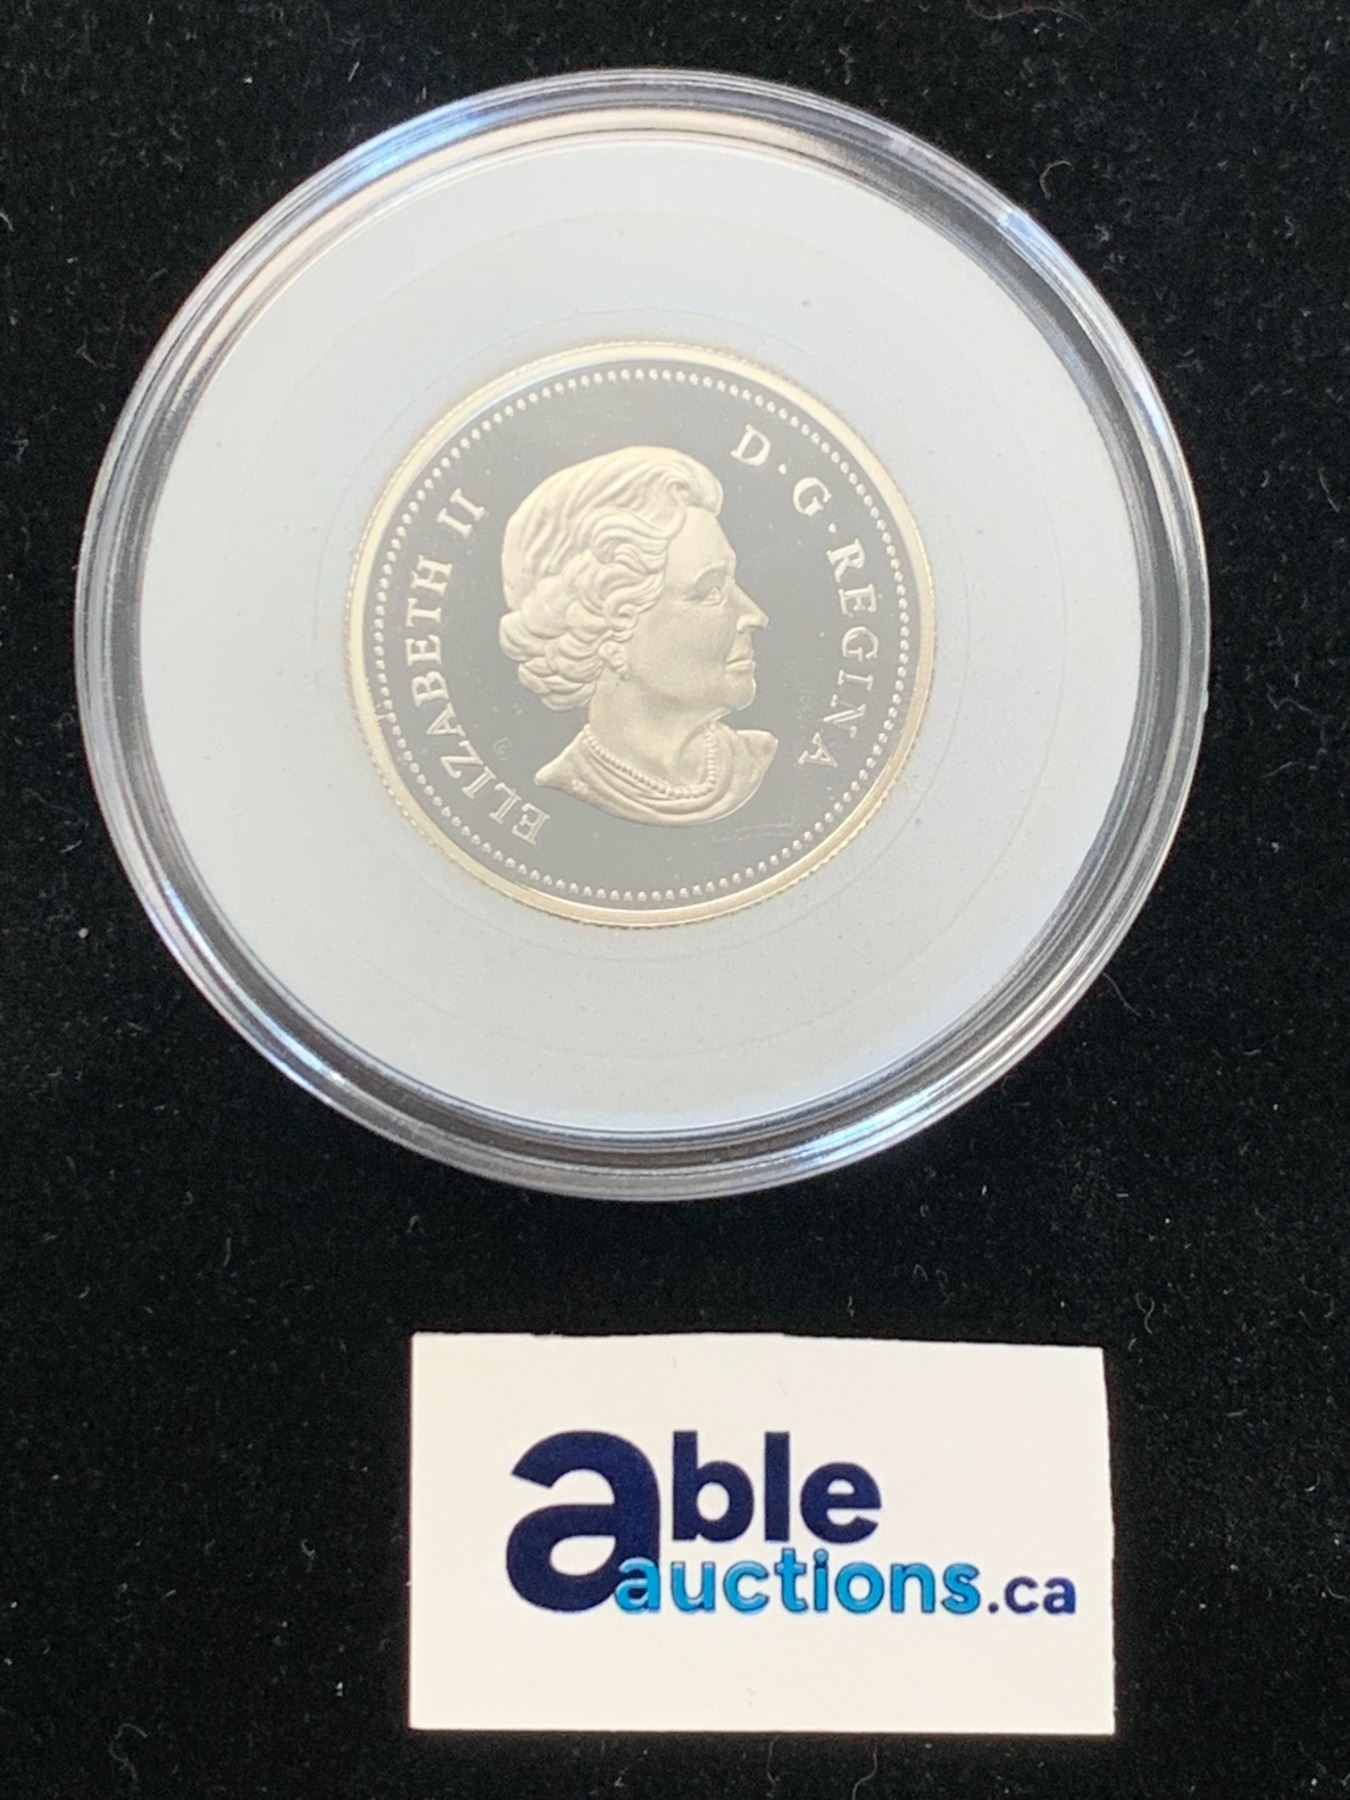 ELIZABETH II
D·G·REGINA
able
auctions.ca